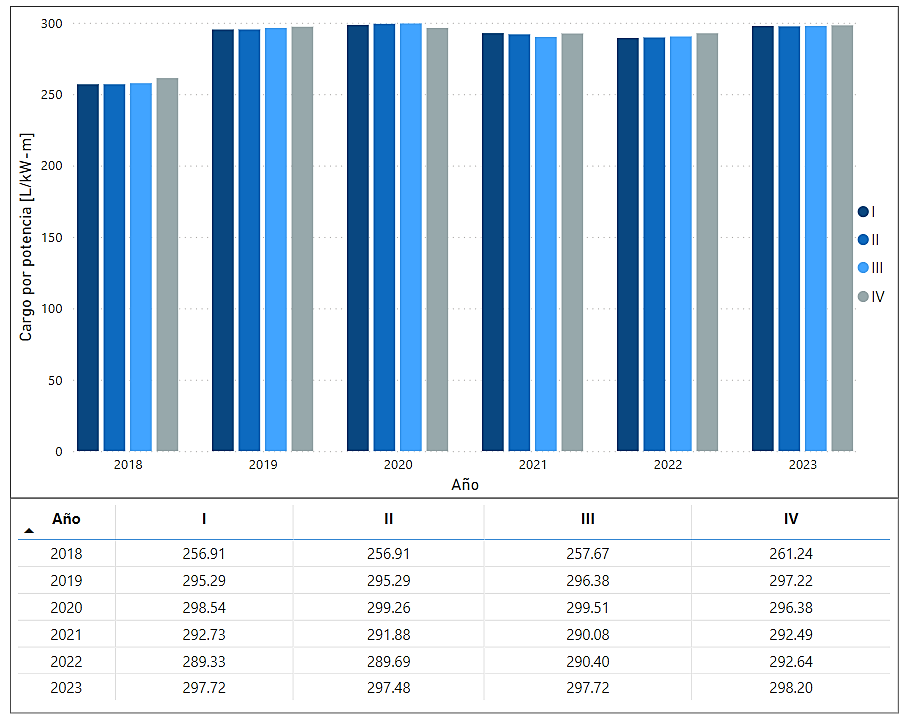 300
250
200
150
100
50
0
Cargo por potencia [L/kW-m]
2018 2019 2020 2021 2022 2023
Año
I
II
III
IV
Año I II III IV
2018 256.91 256.91 257.67 261.24
2019 295.29 295.29 296.38 297.22
2020 298.54 299.26 299.51 296.38
2021 292.73 291.88 290.08 292.49
2022 289.33 289.69 290.40 292.64
2023 297.72 297.48 297.72 298.20